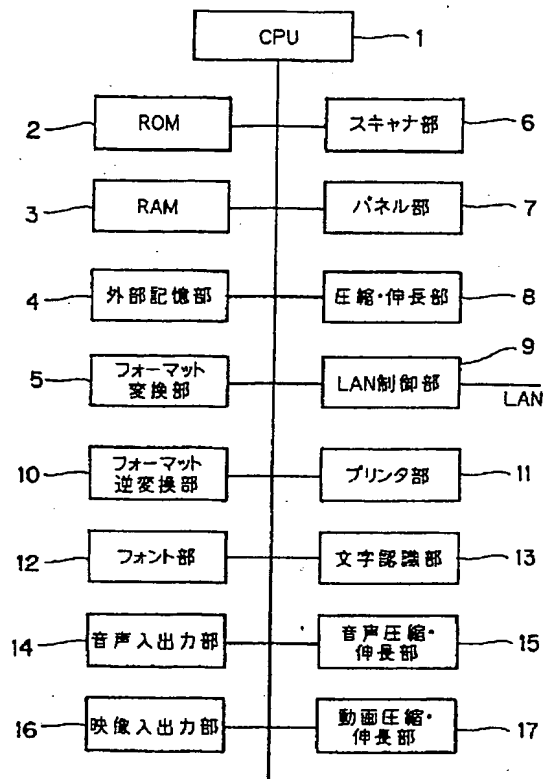 CPU 1
2 ROM スキャナ部 6
3 RAM パネル部 7
4 外部記憶部 圧縮・伸長部 8
5 フォーマット
変換部 LAN制御部 9
LAN
10 フォーマット
逆変換部 プリンタ部 11
12 フォント部 文字認識部 13
14 音声入出力部 音声圧縮・
伸長部 15
16 映像入出力部 動画圧縮・
伸長部 17